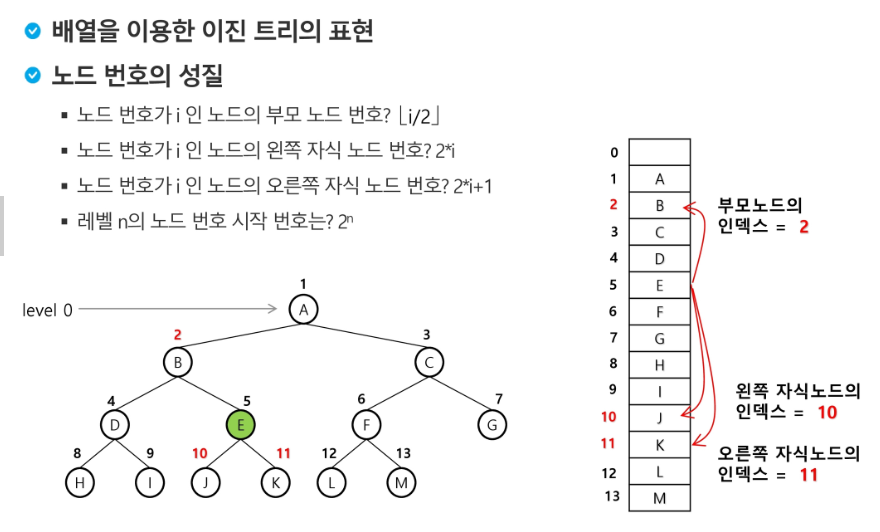 배열을 이용한 이진 트리의 표현
노드 번호의 성질
노드 번호가 i 인 노드의 부모 노드 번호? ⌊i/2⌋
노드 번호가 i 인 노드의 왼쪽 자식 노드 번호? 2*i
노드 번호가 i 인 노드의 오른쪽 자식 노드 번호? 2*i+1
레벨 n의 노드 번호 시작 번호는? 2ⁿ
level 0
1
A
2 3
B C
4 5 6 7
D E F G
8 9 10 11 12 13
H I J K L M
0
1 A
2 B
3 C
4 D
5 E
6 F
7 G
8 H
9 I
10 J
11 K
12 L
13 M
부모노드의
인덱스 = 2
왼쪽 자식노드의
인덱스 = 10
오른쪽 자식노드의
인덱스 = 11